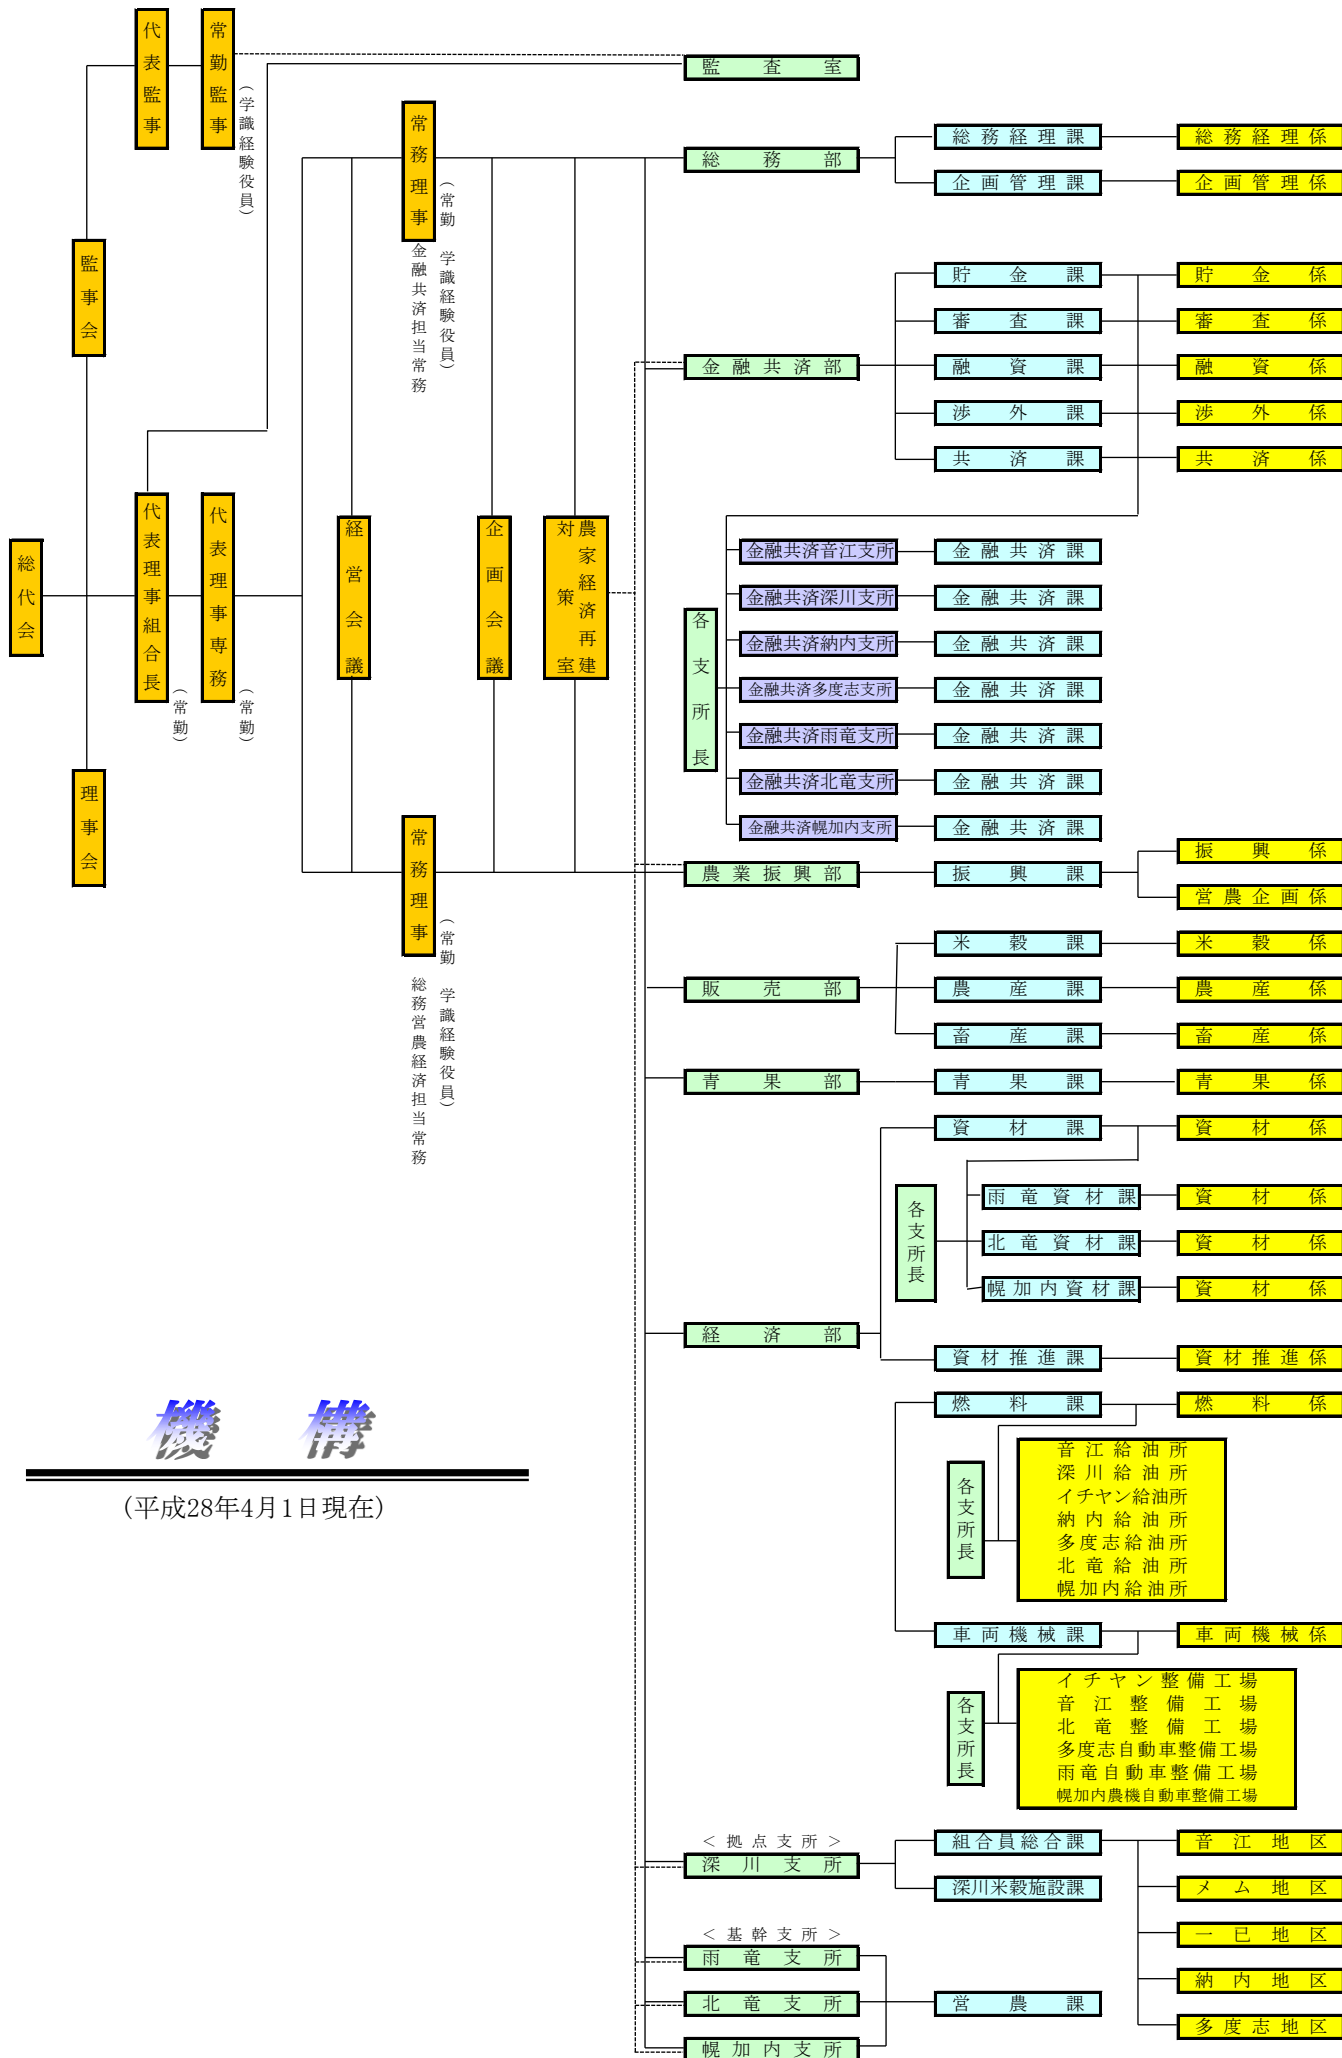 総代会
監事会
理事会
代表監事
常勤監事
（学識経験役員）
代表理事組合長
（常勤）
代表理事専務
（常勤）
常務理事
（常勤　学識経験役員）
金融共済担当常務
経営会議
企画会議
農家経済再建
対策室
常務理事
（常勤　学識経験役員）
総務営農経済担当常務
監査室
総務部
総務経理課
総務経理係
企画管理課
企画管理係
金融共済部
貯金課
貯金係
審査課
審査係
融資課
融資係
渉外課
渉外係
共済課
共済係
各支所長
金融共済音江支所
金融共済課
金融共済深川支所
金融共済課
金融共済納内支所
金融共済課
金融共済多度志支所
金融共済課
金融共済雨竜支所
金融共済課
金融共済北竜支所
金融共済課
金融共済幌加内支所
金融共済課
農業振興部
振興課
振興係
営農企画係
販売部
米穀課
米穀係
農産課
農産係
畜産課
畜産係
青果部
青果課
青果係
経済部
資材課
資材係
各支所長
雨竜資材課
資材係
北竜資材課
資材係
幌加内資材課
資材係
資材推進課
資材推進係
燃料課
燃料係
各支所長
音江給油所
深川給油所
イチヤン給油所
納内給油所
多度志給油所
北竜給油所
幌加内給油所
車両機械課
車両機械係
各支所長
イチヤン整備工場
音江整備工場
北竜整備工場
多度志自動車整備工場
雨竜自動車整備工場
幌加内農機自動車整備工場
＜拠点支所＞
深川支所
組合員総合課
深川米穀施設課
音江地区
メム地区
一已地区
納内地区
多度志地区
＜基幹支所＞
雨竜支所
北竜支所
幌加内支所
営農課
機　構
（平成28年4月1日現在）